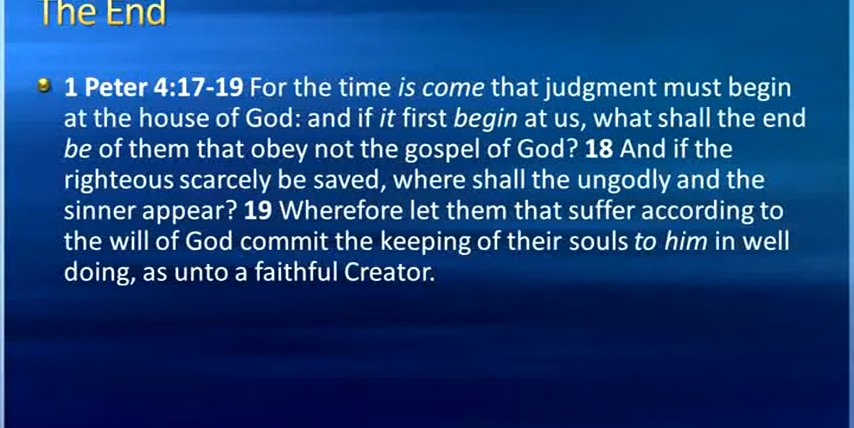 The End
1 Peter 4:17-19 For the time is come that judgment must begin
at the house of God: and if it first begin at us, what shall the end
be of them that obey not the gospel of God? 18 And if the
righteous scarcely be saved, where shall the ungodly and the
sinner appear? 19 Wherefore let them that suffer according to
the will of God commit the keeping of their souls to him in well
doing, as unto a faithful Creator.